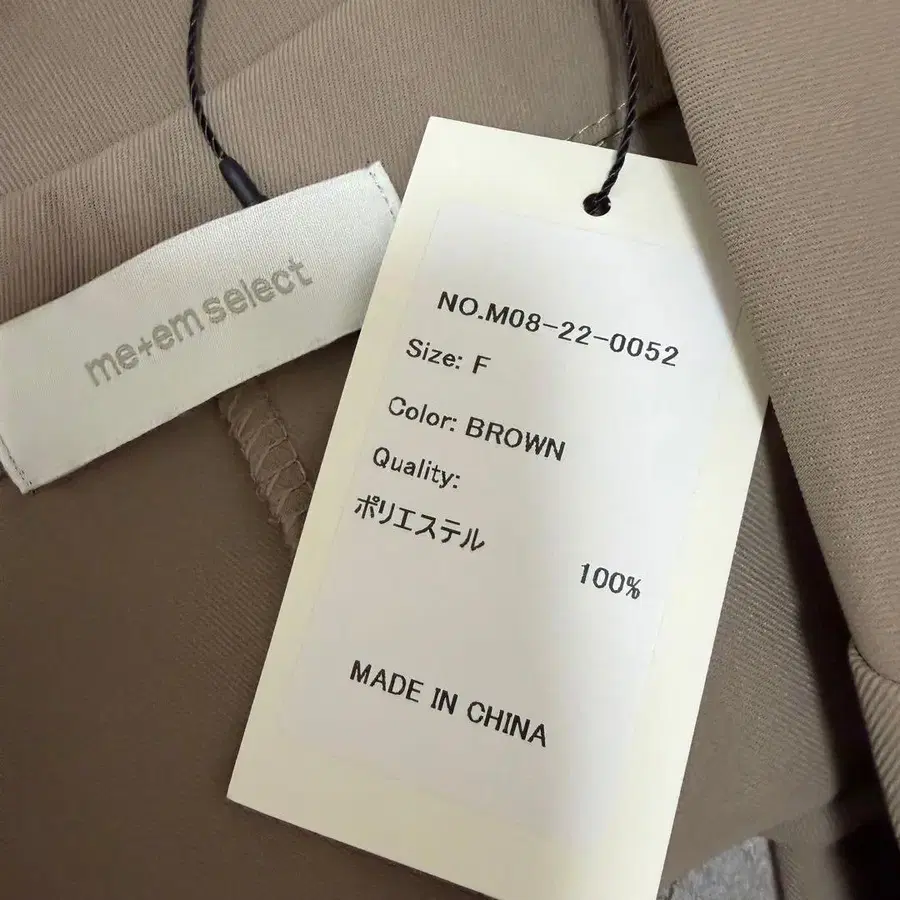 me+em select
NO.M08-22-0052
Size: F
Color: BROWN
Quality:
ポリエステル
100%
MADE IN CHINA